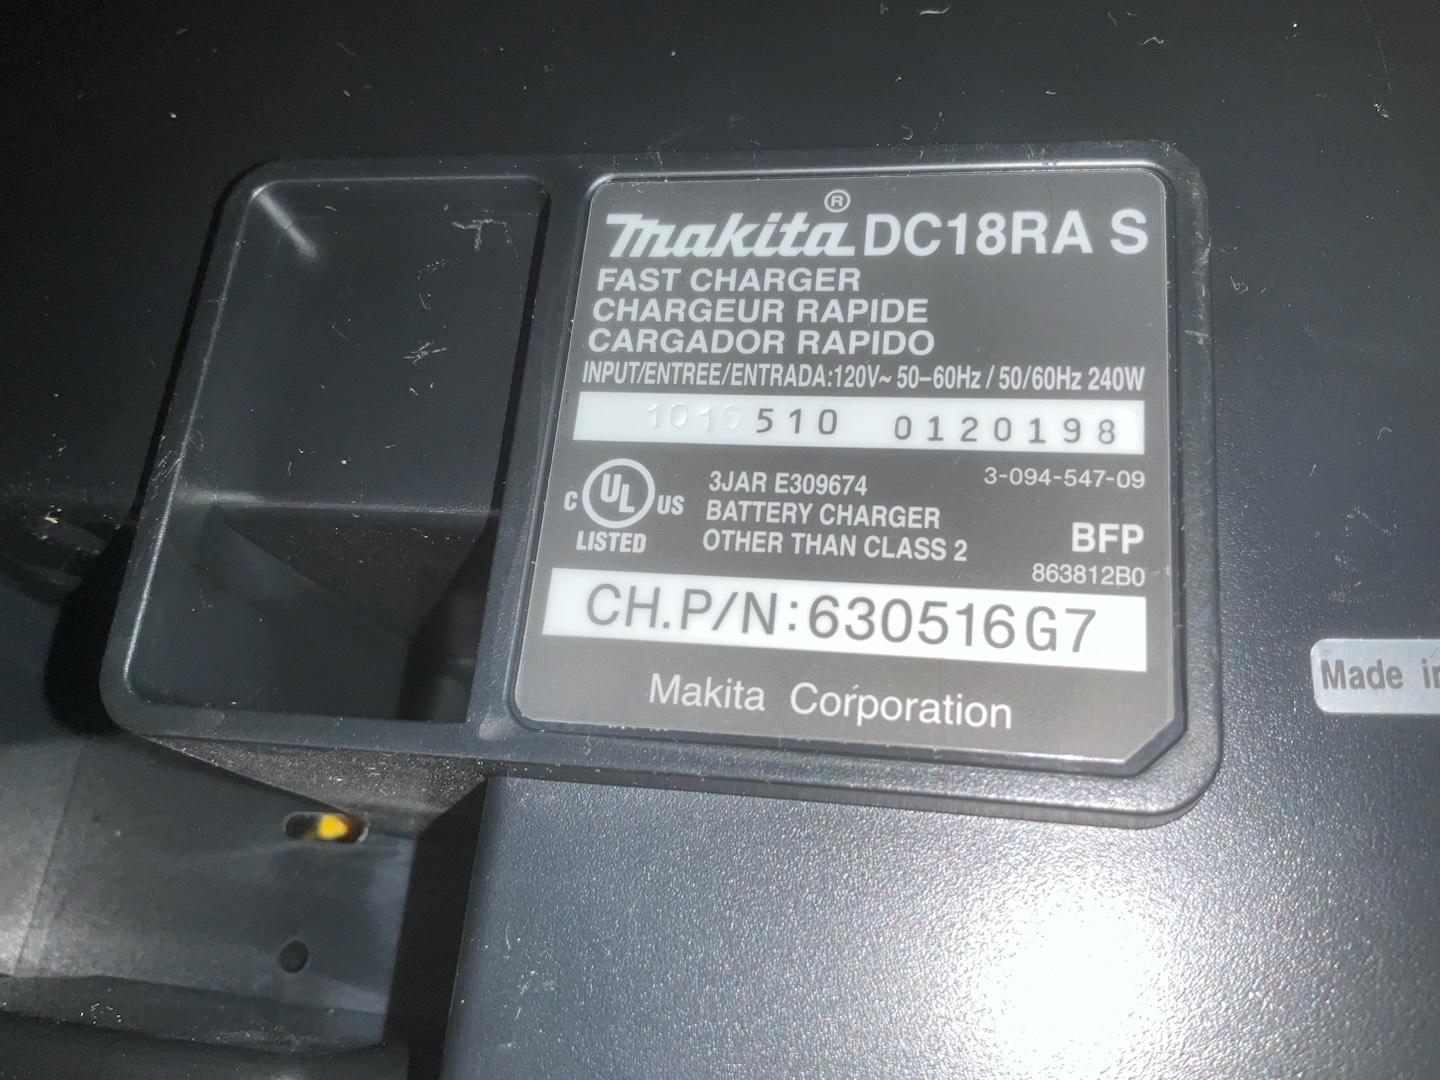 makita® DC18RA S
FAST CHARGER
CHARGEUR RAPIDE
CARGADOR RAPIDO
INPUT/ENTREE/ENTRADA:120V~ 50–60Hz / 50/60Hz 240W
1016 510 0120198
3-094-547-09
C UL US
LISTED
3JAR E309674
BATTERY CHARGER
OTHER THAN CLASS 2
BFP
863812B0
CH.P/N:630516G7
Makita Corporation
Made in